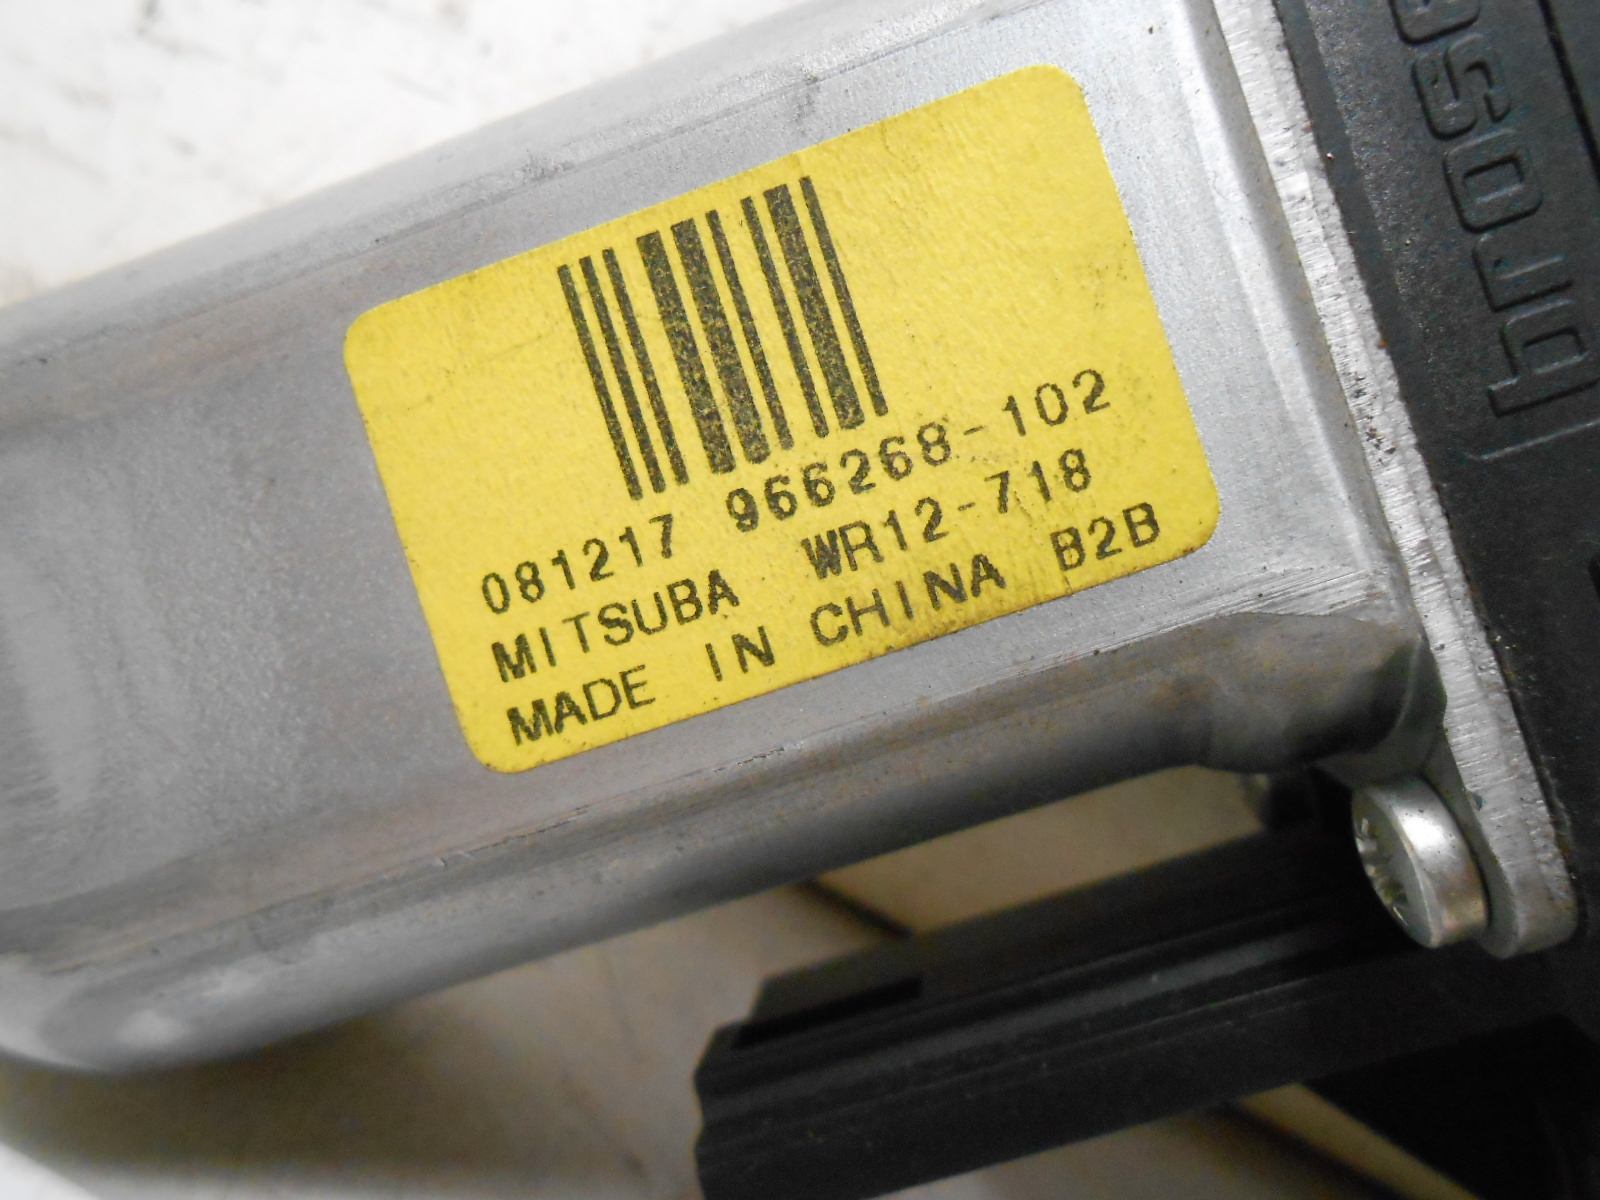 081217 966268-102
MITSUBA WR12-718
MADE IN CHINA B2B
brose